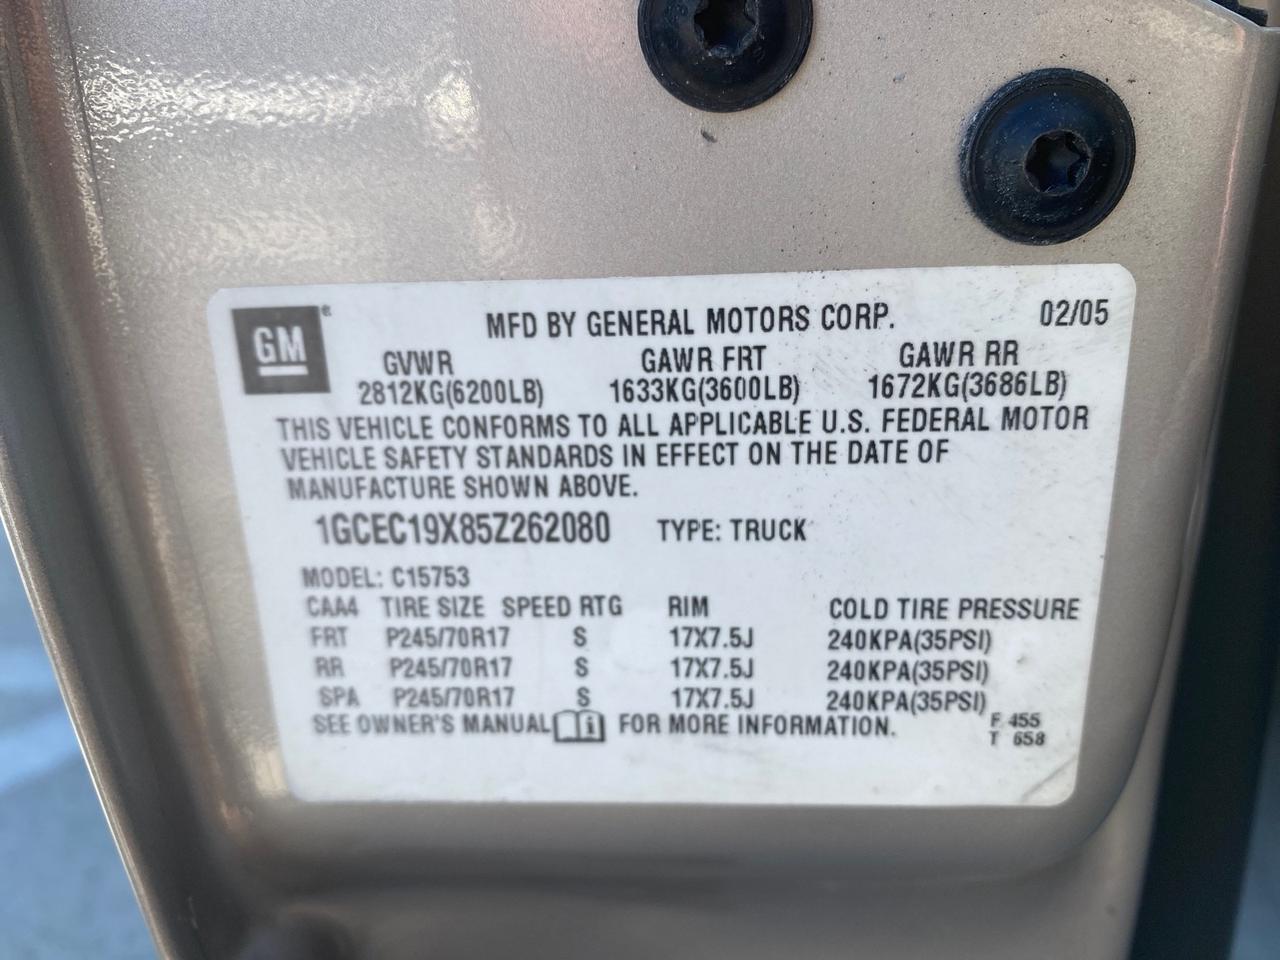 GM®
MFD BY GENERAL MOTORS CORP. 02/05
GVWR GAWR FRT GAWR RR
2812KG(6200LB) 1633KG(3600LB) 1672KG(3686LB)
THIS VEHICLE CONFORMS TO ALL APPLICABLE U.S. FEDERAL MOTOR
VEHICLE SAFETY STANDARDS IN EFFECT ON THE DATE OF
MANUFACTURE SHOWN ABOVE.
1GCEC19X85Z262080 TYPE: TRUCK
MODEL: C15753
CAA4 TIRE SIZE SPEED RTG RIM COLD TIRE PRESSURE
FRT P245/70R17 S 17X7.5J 240KPA(35PSI)
RR P245/70R17 S 17X7.5J 240KPA(35PSI)
SPA P245/70R17 S 17X7.5J 240KPA(35PSI)
SEE OWNER'S MANUAL i FOR MORE INFORMATION.
F 455
T 658